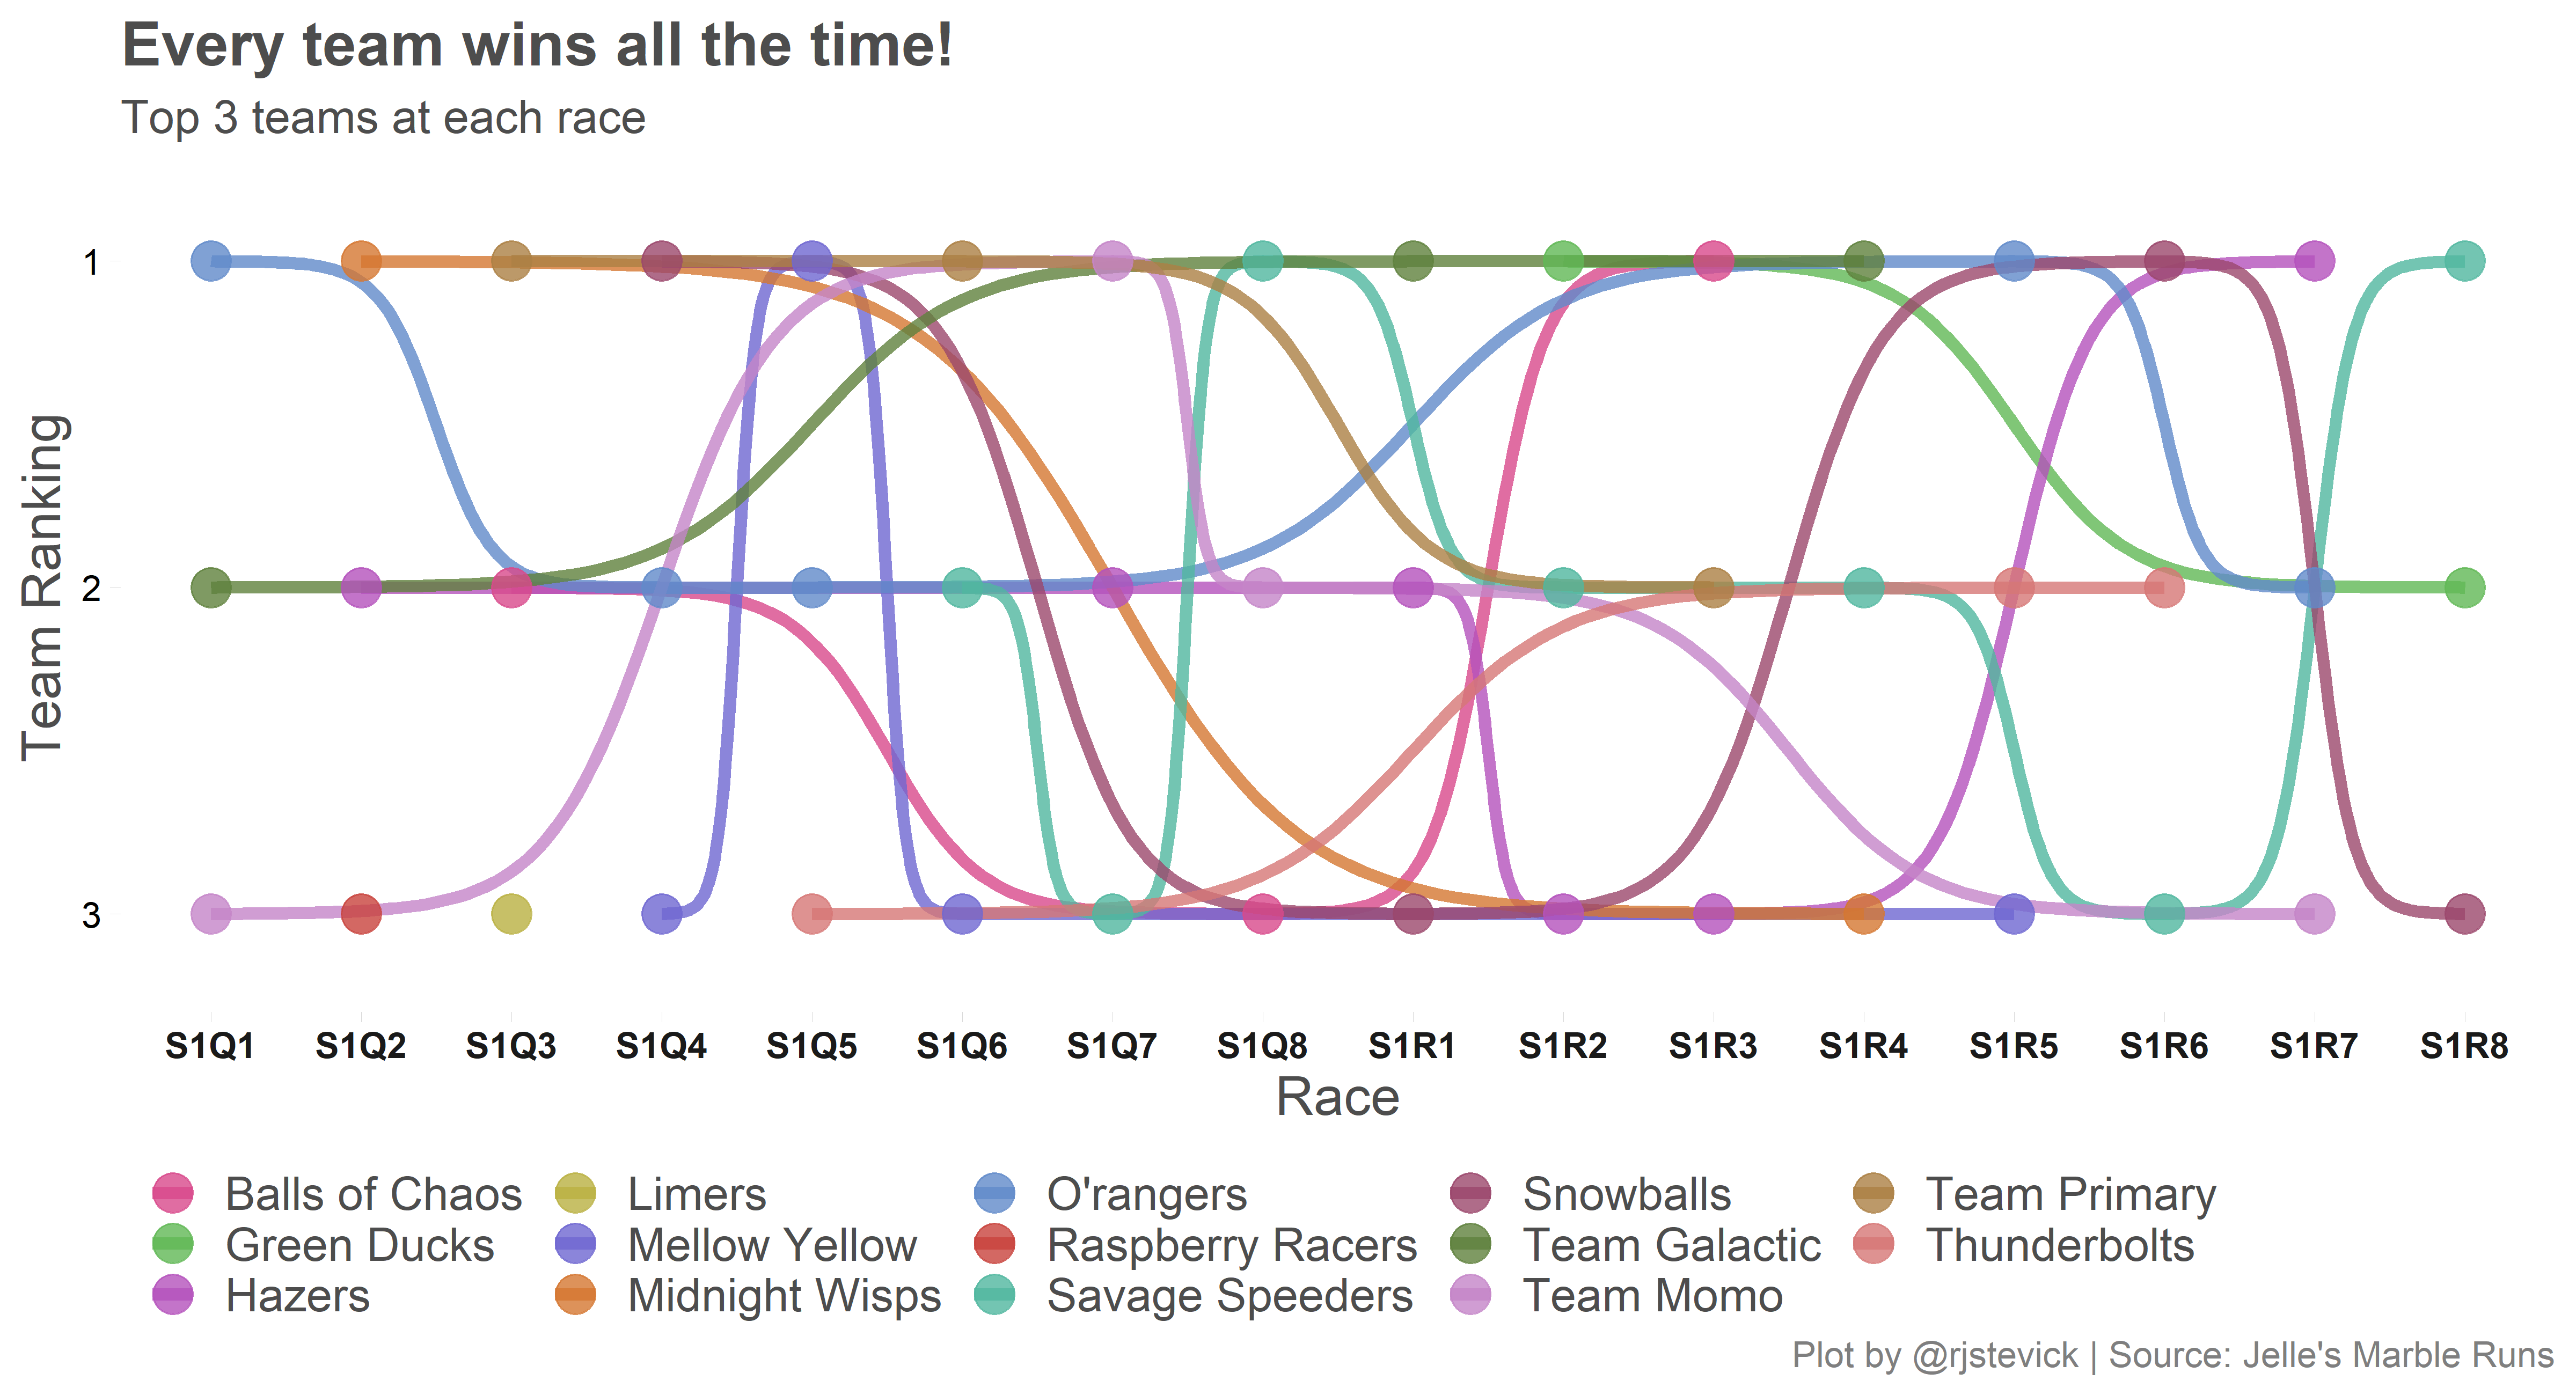 Every team wins all the time!
Top 3 teams at each race
Team Ranking
1
2
3
S1Q1 S1Q2 S1Q3 S1Q4 S1Q5 S1Q6 S1Q7 S1Q8 S1R1 S1R2 S1R3 S1R4 S1R5 S1R6 S1R7 S1R8
Race
Balls of Chaos Limers O'rangers Snowballs Team Primary
Green Ducks Mellow Yellow Raspberry Racers Team Galactic Thunderbolts
Hazers Midnight Wisps Savage Speeders Team Momo
Plot by @rjstevick | Source: Jelle's Marble Runs